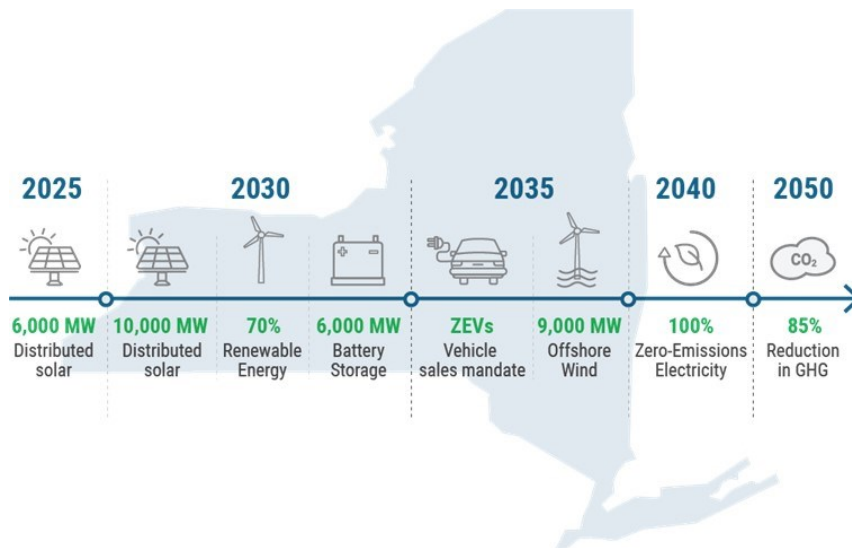 2025
2030
2035
2040
2050
CO₂
6,000 MW
Distributed
solar
10,000 MW
Distributed
solar
70%
Renewable
Energy
6,000 MW
Battery
Storage
ZEVs
Vehicle
sales mandate
9,000 MW
Offshore
Wind
100%
Zero-Emissions
Electricity
85%
Reduction
in GHG